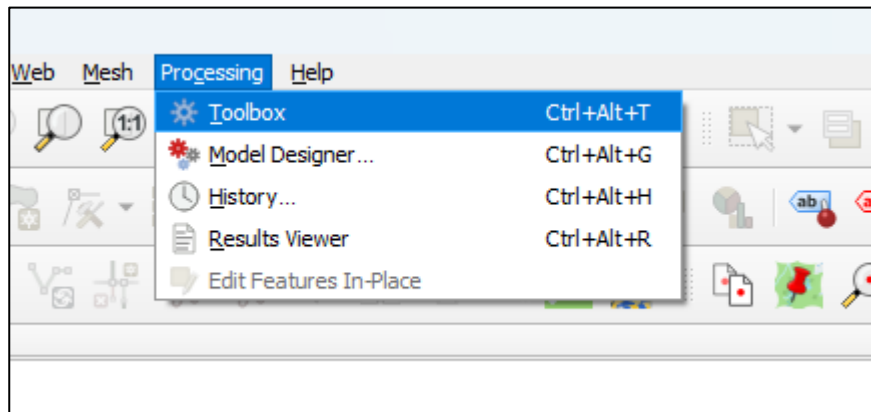 Web Mesh Processing Help
1:1
Toolbox Ctrl+Alt+T
Model Designer... Ctrl+Alt+G
History... Ctrl+Alt+H
Results Viewer Ctrl+Alt+R
Edit Features In-Place
ab